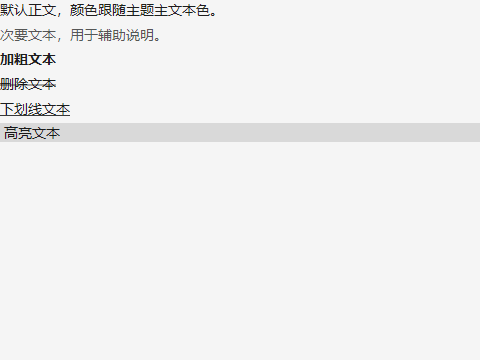 默认正文，颜色跟随主题主文本色。
次要文本，用于辅助说明。
加粗文本
删除文本
下划线文本
高亮文本